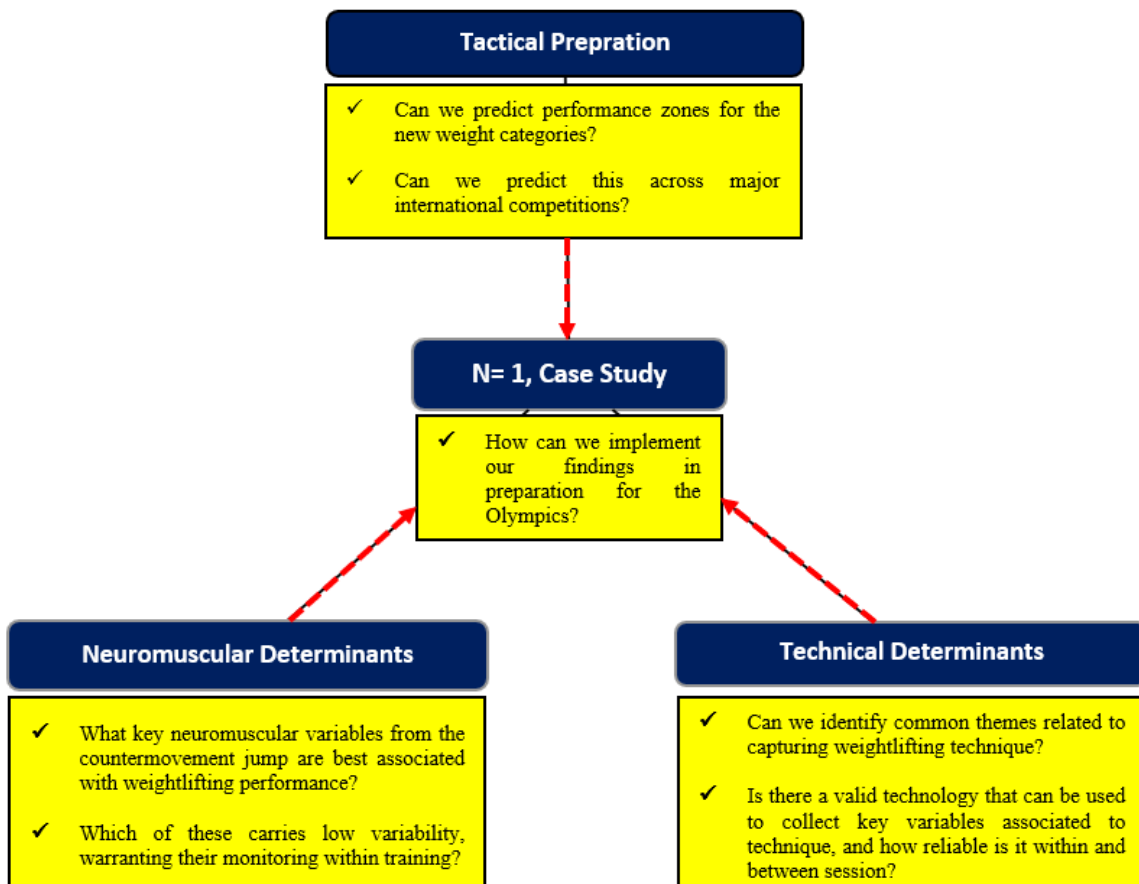 Tactical Prepration
✓ Can we predict performance zones for the
new weight categories?
✓ Can we predict this across major
international competitions?
N= 1, Case Study
✓ How can we implement
our findings in
preparation for the
Olympics?
Neuromuscular Determinants
✓ What key neuromuscular variables from the
countermovement jump are best associated
with weightlifting performance?
✓ Which of these carries low variability,
warranting their monitoring within training?
Technical Determinants
✓ Can we identify common themes related to
capturing weightlifting technique?
✓ Is there a valid technology that can be used
to collect key variables associated to
technique, and how reliable is it within and
between session?